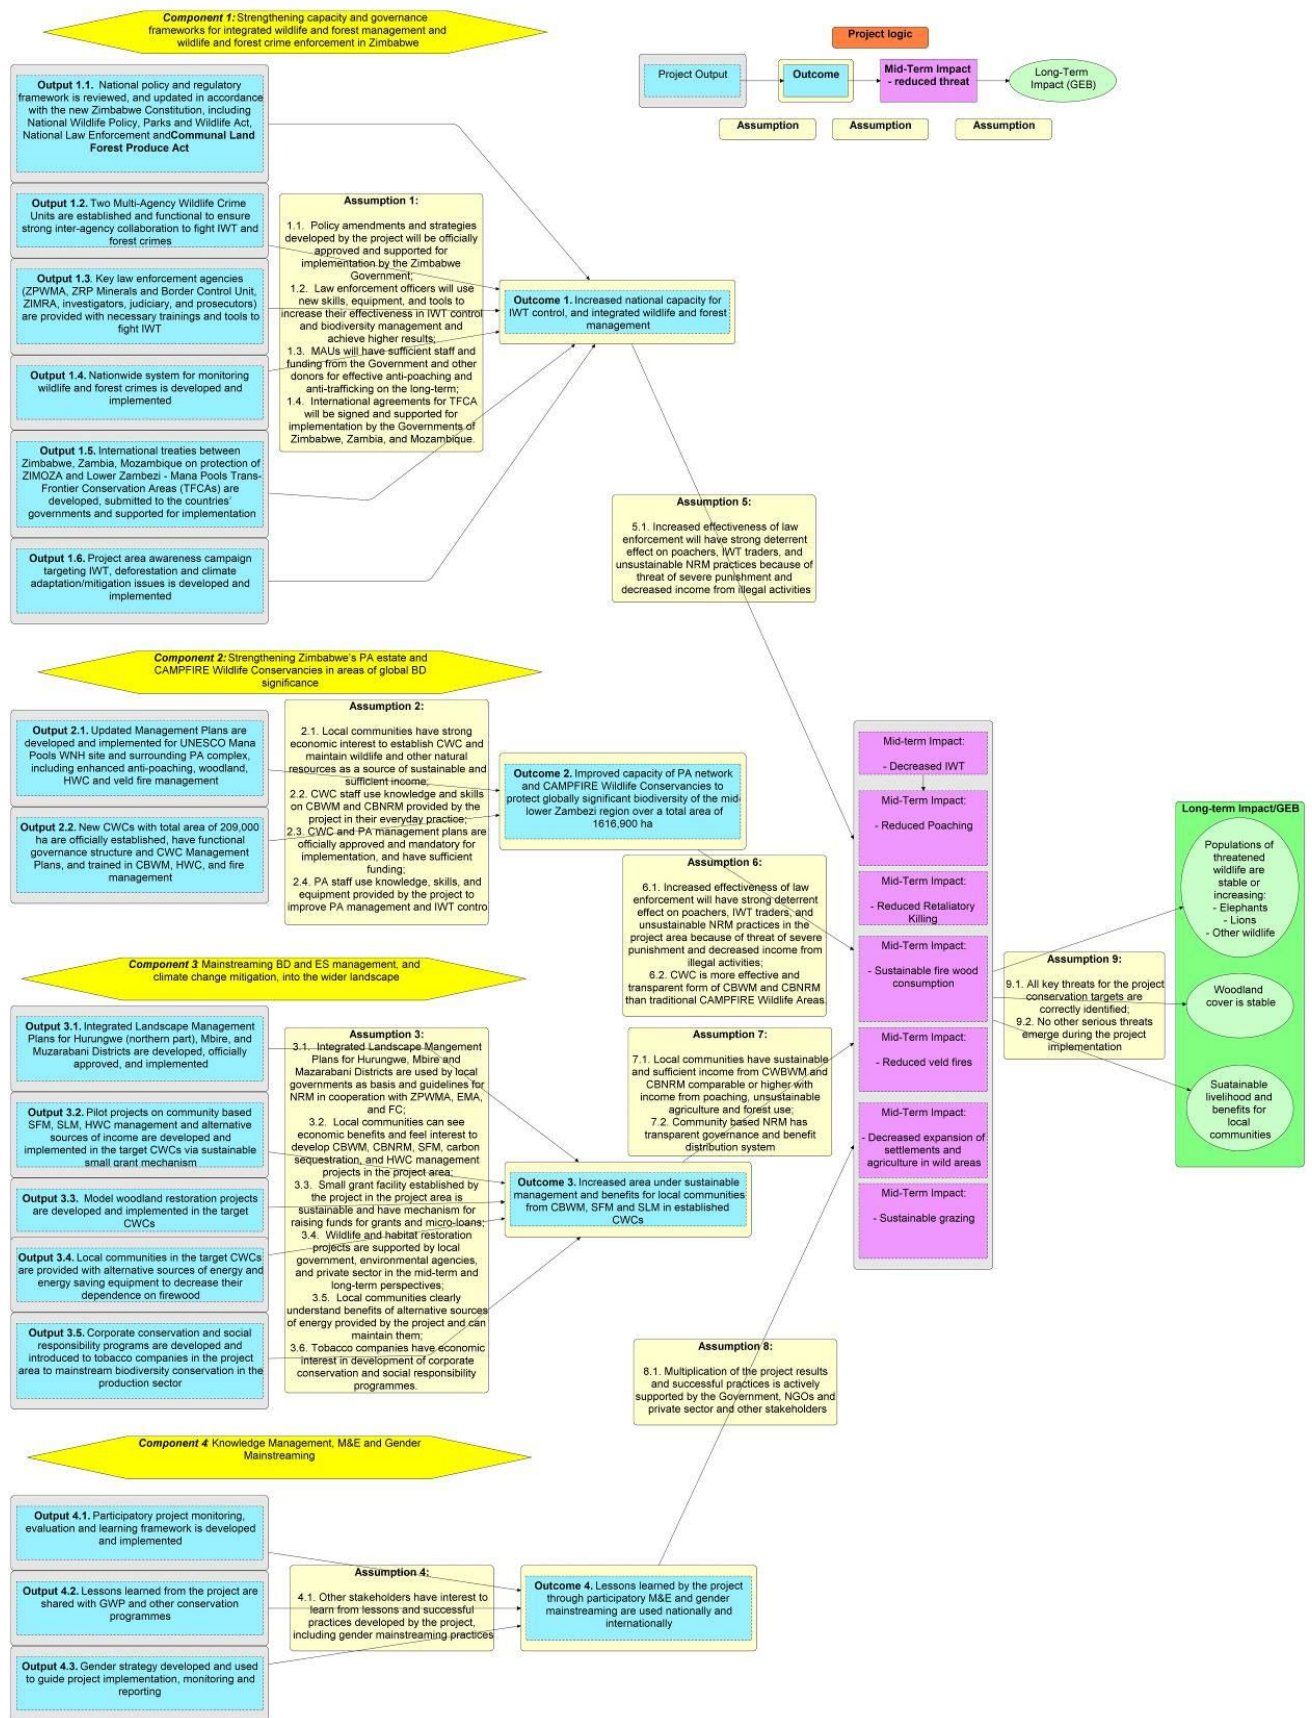 Component 1: Strengthening capacity and governance
frameworks for integrated wildlife and forest management and
wildlife and forest crime enforcement in Zimbabwe
Project logic
Project Output
Outcome
Mid-Term Impact
- reduced threat
Long-Term
Impact (GEB)
Assumption
Assumption
Assumption
Output 1.1. National policy and regulatory
framework is reviewed, and updated in accordance
with the new Zimbabwe Constitution, including
National Wildlife Policy, Parks and Wildlife Act,
National Law Enforcement andCommunal Land
Forest Produce Act
Output 1.2. Two Multi-Agency Wildlife Crime
Units are established and functional to ensure
strong inter-agency collaboration to fight IWT and
forest crimes
Output 1.3. Key law enforcement agencies
(ZPWMA, ZRP Minerals and Border Control Unit,
ZIMRA, investigators, judiciary, and prosecutors)
are provided with necessary trainings and tools to
fight IWT
Output 1.4. Nationwide system for monitoring
wildlife and forest crimes is developed and
implemented
Output 1.5. International treaties between
Zimbabwe, Zambia, Mozambique on protection of
ZIMOZA and Lower Zambezi - Mana Pools Trans-
Frontier Conservation Areas (TFCAs) are
developed, submitted to the countries'
governments and supported for implementation
Output 1.6. Project area awareness campaign
targeting IWT, deforestation and climate
adaptation/mitigation issues is developed and
implemented
Assumption 1:
1.1. Policy amendments and strategies
developed by the project will be officially
approved and supported for
implementation by the Zimbabwe
Government;
1.2. Law enforcement officers will use
new skills, equipment, and tools to
increase their effectiveness in IWT control
and biodiversity management and
achieve higher results;
1.3. MAUs will have sufficient staff and
funding from the Government and other
donors for effective anti-poaching and
anti-trafficking on the long-term;
1.4. International agreements for TFCA
will be signed and supported for
implementation by the Governments of
Zimbabwe, Zambia, and Mozambique.
Outcome 1. Increased national capacity for
IWT control, and integrated wildlife and forest
management
Assumption 5:
5.1. Increased effectiveness of law
enforcement will have strong deterrent
effect on poachers, IWT traders, and
unsustainable NRM practices because of
threat of severe punishment and
decreased income from illegal activities
Component 2: Strengthening Zimbabwe's PA estate and
CAMPFIRE Wildlife Conservancies in areas of global BD
significance
Output 2.1. Updated Management Plans are
developed and implemented for UNESCO Mana
Pools WNH site and surrounding PA complex,
including enhanced anti-poaching, woodland,
HWC and veld fire management
Output 2.2. New CWCs with total area of 209,000
ha are officially established, have functional
governance structure and CWC Management
Plans, and trained in CBWM, HWC, and fire
management
Assumption 2:
2.1. Local communities have strong
economic interest to establish CWC and
maintain wildlife and other natural
resources as a source of sustainable and
sufficient income;
2.2. CWC staff use knowledge and skills
on CBWM and CBNRM provided by the
project in their everyday practice;
2.3. CWC and PA management plans are
officially approved and mandatory for
implementation, and have sufficient
funding;
2.4. PA staff use knowledge, skills, and
equipment provided by the project to
improve PA management and IWT contro
Outcome 2. Improved capacity of PA network
and CAMPFIRE Wildlife Conservancies to
protect globally significant biodiversity of the mid-
lower Zambezi region over a total area of
1616,900 ha
Assumption 6:
6.1. Increased effectiveness of law
enforcement will have strong deterrent
effect on poachers, IWT traders, and
unsustainable NRM practices in the
project area because of threat of severe
punishment and decreased income from
illegal activities;
6.2. CWC is more effective and
transparent form of CBWM and CBNRM
than traditional CAMPFIRE Wildlife Areas.
Component 3: Mainstreaming BD and ES management, and
climate change mitigation, into the wider landscape
Output 3.1. Integrated Landscape Management
Plans for Hurungwe (northern part), Mbire, and
Muzarabani Districts are developed, officially
approved, and implemented
Output 3.2. Pilot projects on community based
SFM, SLM, HWC management and alternative
sources of income are developed and
implemented in the target CWCs via sustainable
small grant mechanism
Output 3.3. Model woodland restoration projects
are developed and implemented in the target
CWCs
Output 3.4. Local communities in the target CWCs
are provided with alternative sources of energy and
energy saving equipment to decrease their
dependence on firewood
Output 3.5. Corporate conservation and social
responsibility programs are developed and
introduced to tobacco companies in the project
area to mainstream biodiversity conservation in the
production sector
Assumption 3:
3.1. Integrated Landscape Mangement
Plans for Hurungwe, Mbire and
Mazarabani Districts are used by local
governments as basis and guidelines for
NRM in cooperation with ZPWMA, EMA,
and FC;
3.2. Local communities can see
economic benefits and feel interest to
develop CBWM, CBNRM, SFM, carbon
sequestration, and HWC management
projects in the project area;
3.3. Small grant facility established by
the project in the project area is
sustainable and have mechanism for
raising funds for grants and micro-loans;
3.4. Wildlife and habitat restoration
projects are supported by local
government, environmental agencies,
and private sector in the mid-term and
long-term perspectives;
3.5. Local communities clearly
understand benefits of alternative sources
of energy provided by the project and can
maintain them;
3.6. Tobacco companies have economic
interest in development of corporate
conservation and social responsibility
programmes.
Assumption 7:
7.1. Local communities have sustainable
and sufficient income from CWBWM and
CBNRM comparable or higher with
income from poaching, unsustainable
agriculture and forest use;
7.2. Community based NRM has
transparent governance and benefit
distribution system
Outcome 3. Increased area under sustainable
management and benefits for local communities
from CBWM, SFM and SLM in established
CWCs
Mid-term Impact:
- Decreased IWT
Mid-Term Impact:
- Reduced Poaching
Mid-Term Impact:
- Reduced Retaliatory
Killing
Mid-Term Impact:
- Sustainable fire wood
consumption
Mid-Term Impact:
- Reduced veld fires
Mid-Term Impact:
- Decreased expansion of
settlements and
agriculture in wild areas
Mid-Term Impact:
- Sustainable grazing
Assumption 9:
9.1. All key threats for the project
conservation targets are
correctly identified;
9.2. No other serious threats
emerge during the project
implementation
Long-term Impact/GEB
Populations of
threatened
wildlife are
stable or
increasing:
- Elephants
- Lions
- Other wildlife
Woodland
cover is stable
Suatainable
livelihood and
benefits for
local
communities
Assumption 8:
8.1. Multiplication of the project results
and successful practices is actively
supported by the Government, NGOs and
private sector and other stakeholders
Component 4: Knowledge Management, M&E and Gender
Mainstreaming
Output 4.1. Participatory project monitoring,
evaluation and learning framework is developed
and implemented
Output 4.2. Lessons learned from the project are
shared with GWP and other conservation
programmes
Output 4.3. Gender strategy developed and used
to guide project implementation, monitoring and
reporting
Assumption 4:
4.1. Other stakeholders have interest to
learn from lessons and successful
practices developed by the project,
including gender mainstreaming practices
Outcome 4. Lessons learned by the project
through participatory M&E and gender
mainstreaming are used nationally and
internationally